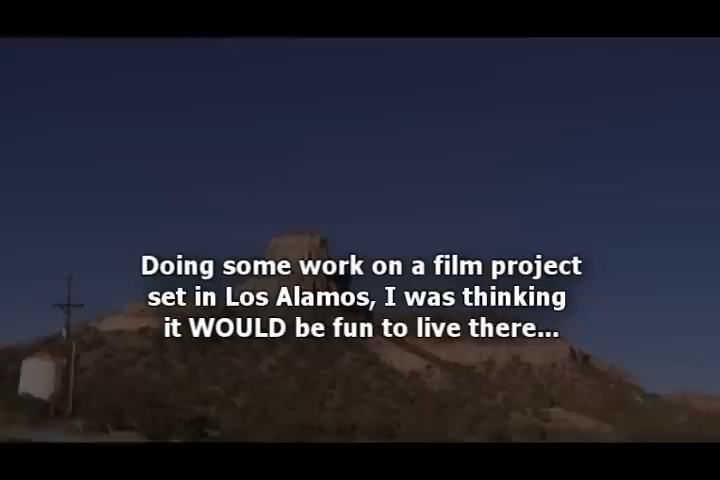 Doing some work on a film project
set in Los Alamos, I was thinking
it WOULD be fun to live there...